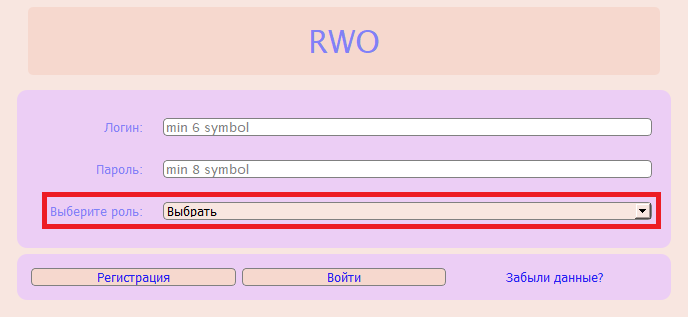 RWO
Логин: min 6 symbol
Пароль: min 8 symbol
Выберите роль: Выбрать
Регистрация Войти Забыли данные?